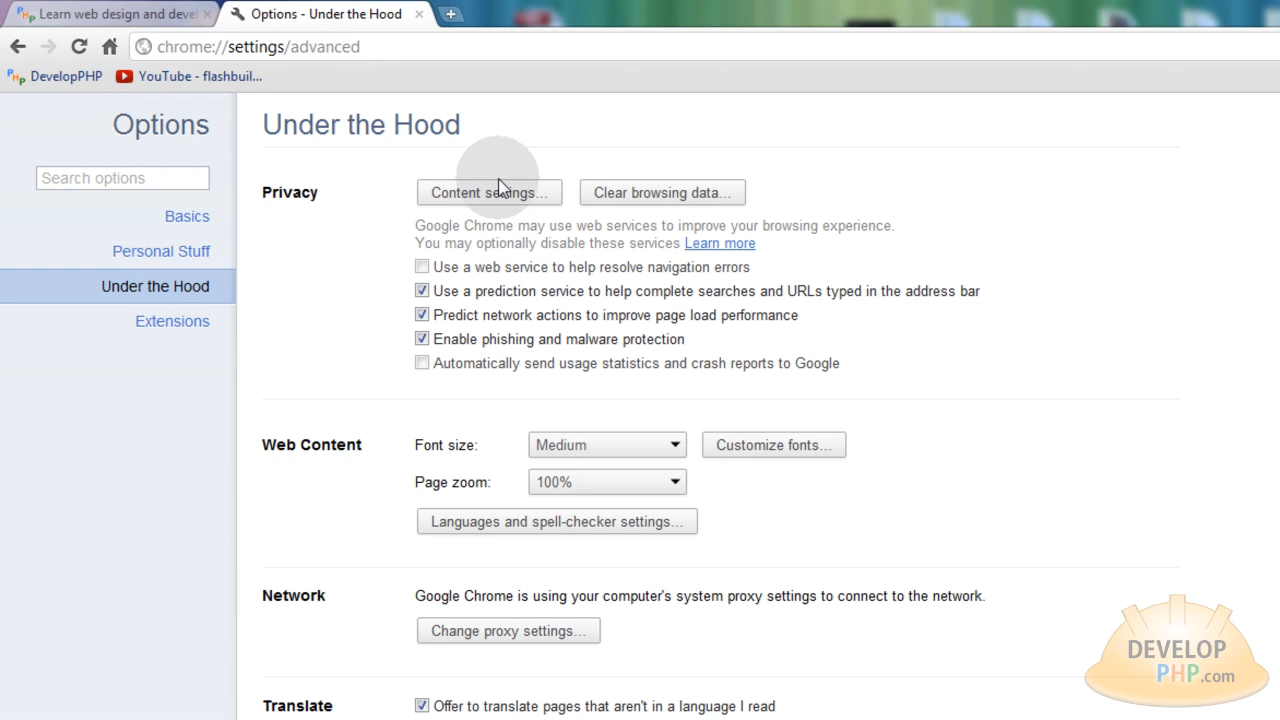 PHP Learn web design and devel
Options - Under the Hood
chrome://settings/advanced
PHP DevelopPHP YouTube - flashbuil...
Options
Under the Hood
Search options
Basics
Personal Stuff
Under the Hood
Extensions
Privacy
Content settings...
Clear browsing data...
Google Chrome may use web services to improve your browsing experience.
You may optionally disable these services Learn more
Use a web service to help resolve navigation errors
Use a prediction service to help complete searches and URLs typed in the address bar
Predict network actions to improve page load performance
Enable phishing and malware protection
Automatically send usage statistics and crash reports to Google
Web Content
Font size:
Medium
Customize fonts...
Page zoom:
100%
Languages and spell-checker settings...
Network
Google Chrome is using your computer's system proxy settings to connect to the network.
Change proxy settings...
Translate
Offer to translate pages that aren't in a language I read
DEVELOP
PHP.com